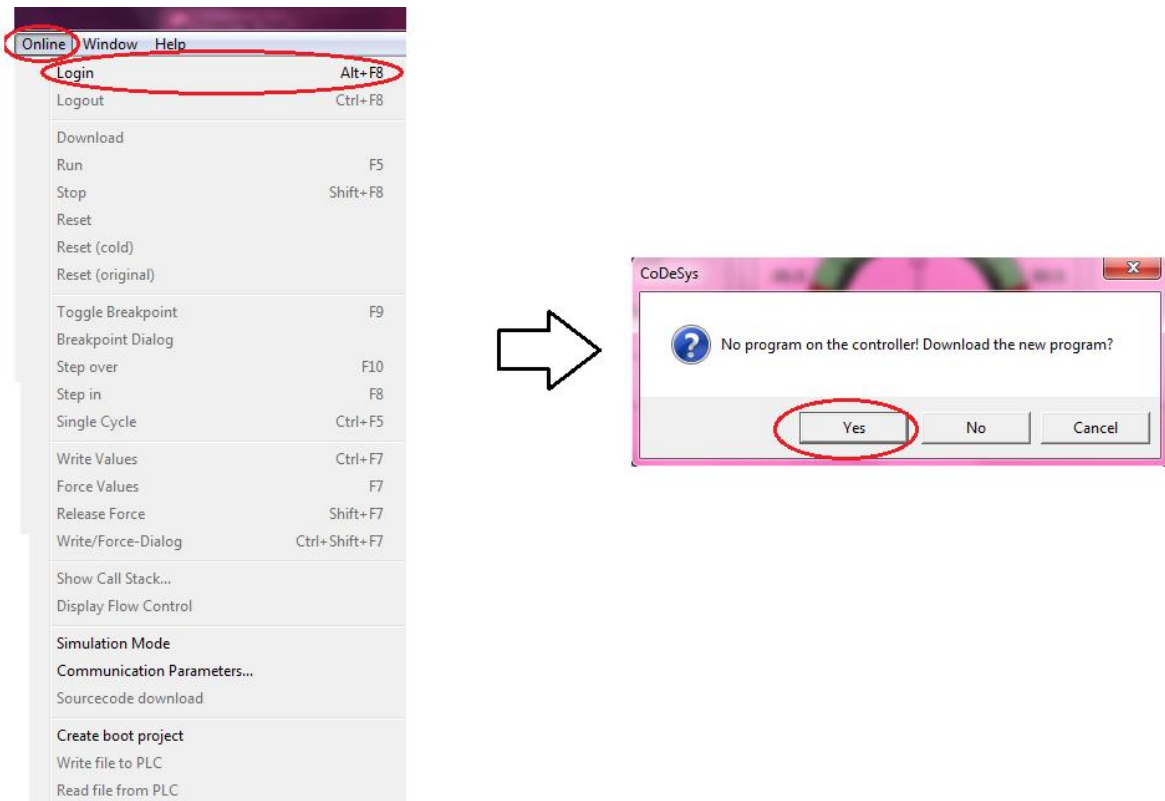 Online Window Help
Login Alt+F8
Logout Ctrl+F8
Download
Run F5
Stop Shift+F8
Reset
Reset (cold)
Reset (original)
Toggle Breakpoint F9
Breakpoint Dialog
Step over F10
Step in F8
Single Cycle Ctrl+F5
Write Values Ctrl+F7
Force Values F7
Release Force Shift+F7
Write/Force-Dialog Ctrl+Shift+F7
Show Call Stack...
Display Flow Control
Simulation Mode
Communication Parameters...
Sourcecode download
Create boot project
Write file to PLC
Read file from PLC
CoDeSys
No program on the controller! Download the new program?
Yes No Cancel